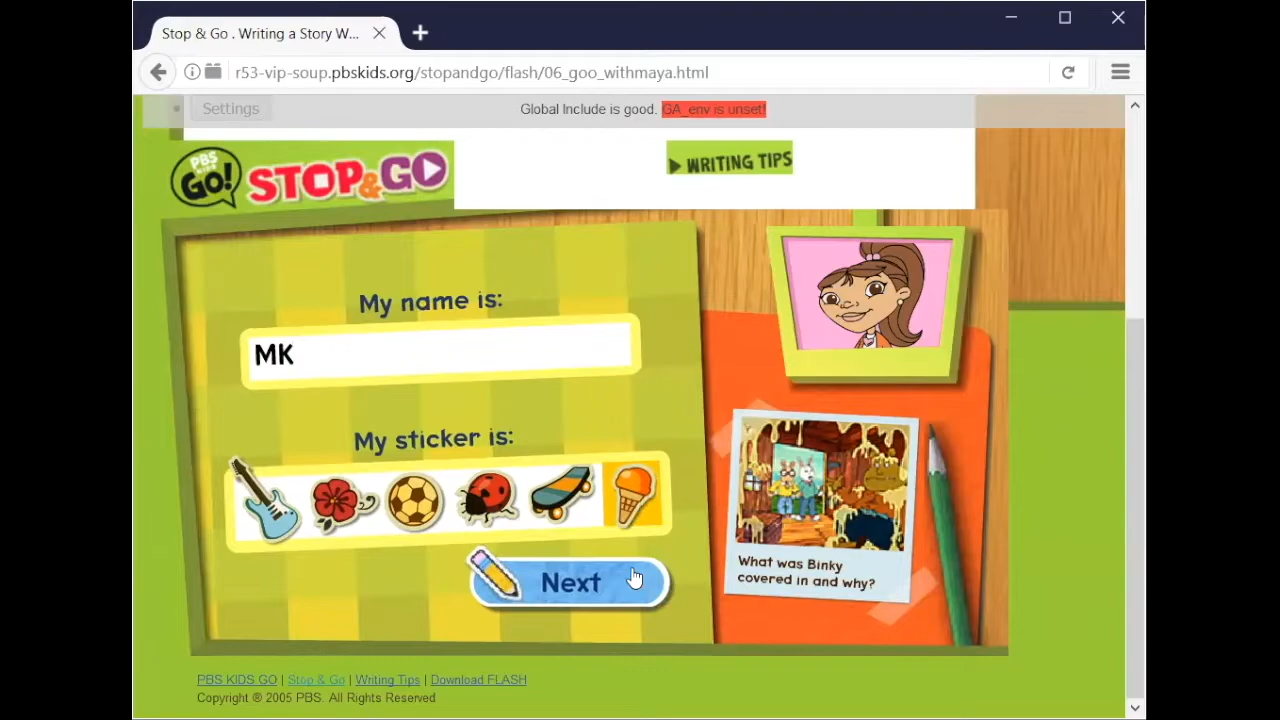 Stop & Go . Writing a Story W...
r53-vip-soup.pbskids.org/stopandgo/flash/06_goo_withmaya.html
Settings
Global Include is good. GA_env is unset!
PBS KIDS GO! STOP & GO
WRITING TIPS
My name is:
MK
My sticker is:
Next
What was Binky
covered in and why?
PBS KIDS GO | Stop & Go | Writing Tips | Download FLASH
Copyright ® 2005 PBS. All Rights Reserved